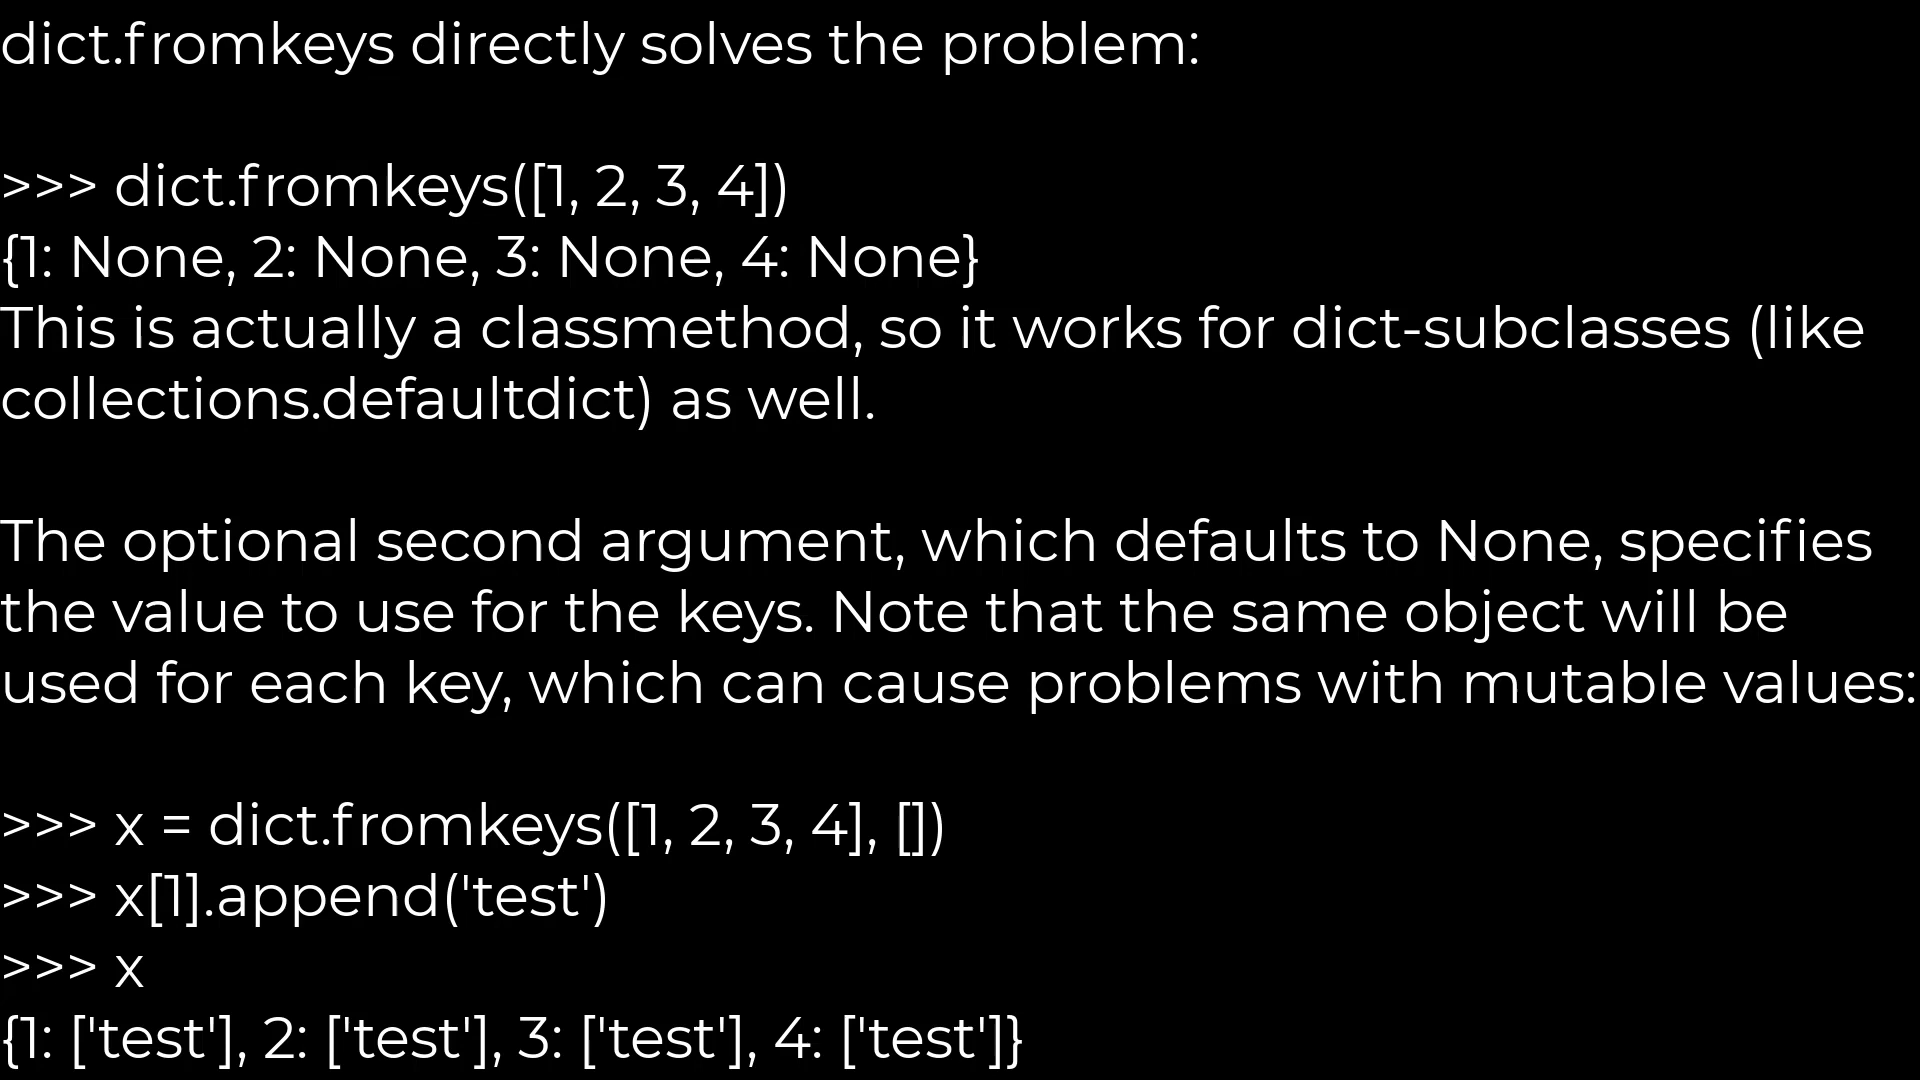 dict.fromkeys directly solves the problem:
>>> dict.fromkeys([1, 2, 3, 4])
{1: None, 2: None, 3: None, 4: None}
This is actually a classmethod, so it works for dict-subclasses (like
collections.defaultdict) as well.
The optional second argument, which defaults to None, specifies
the value to use for the keys. Note that the same object will be
used for each key, which can cause problems with mutable values:
>>> x = dict.fromkeys([1, 2, 3, 4], [])
>>> x[1].append('test')
>>> x
{1: ['test'], 2: ['test'], 3: ['test'], 4: ['test']}